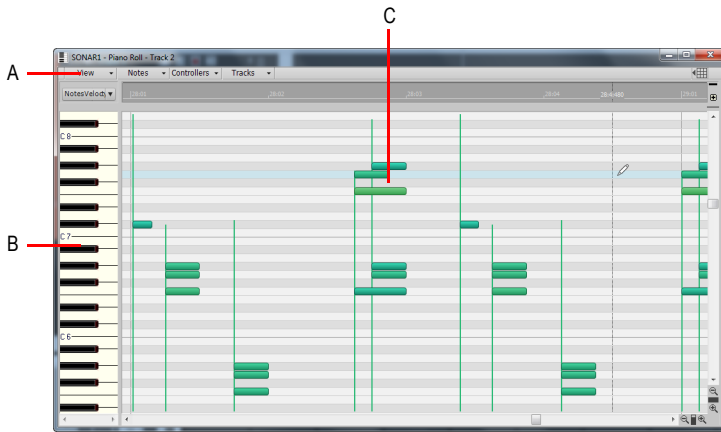 C
SONAR1 - Piano Roll - Track 2
A
View Notes Controllers Tracks
NotesVelocity
28:01 28:02 28:03 28:04 28:4:480 29:01
C 8
B
C 7
C 6